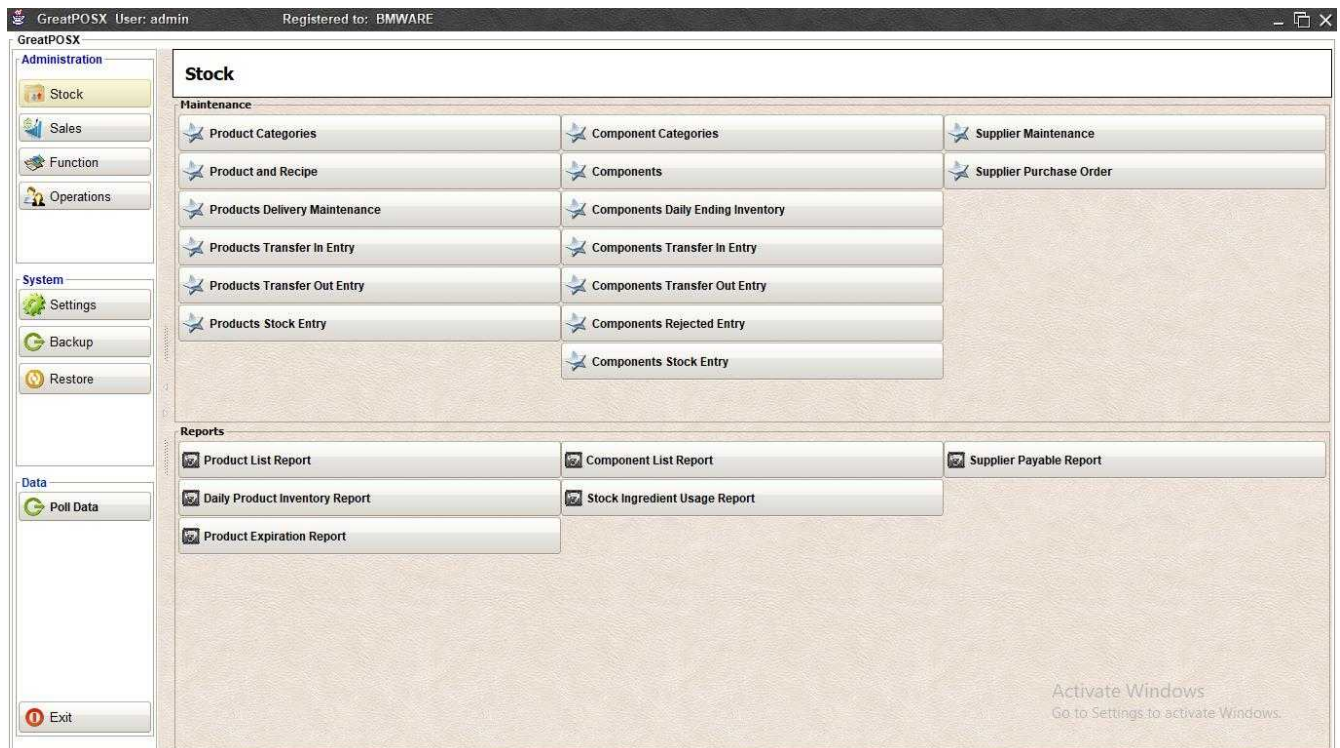 GreatPOSX User: admin Registered to: BMWARE
GreatPOSX
Administration
Stock
Sales
Function
Operations
System
Settings
Backup
Restore
Data
Poll Data
Exit
Stock
Maintenance
Product Categories Component Categories Supplier Maintenance
Product and Recipe Components Supplier Purchase Order
Products Delivery Maintenance Components Daily Ending Inventory
Products Transfer In Entry Components Transfer In Entry
Products Transfer Out Entry Components Transfer Out Entry
Products Stock Entry Components Rejected Entry
Components Stock Entry
Reports
Product List Report Component List Report Supplier Payable Report
Daily Product Inventory Report Stock Ingredient Usage Report
Product Expiration Report
Activate Windows
Go to Settings to activate Windows.